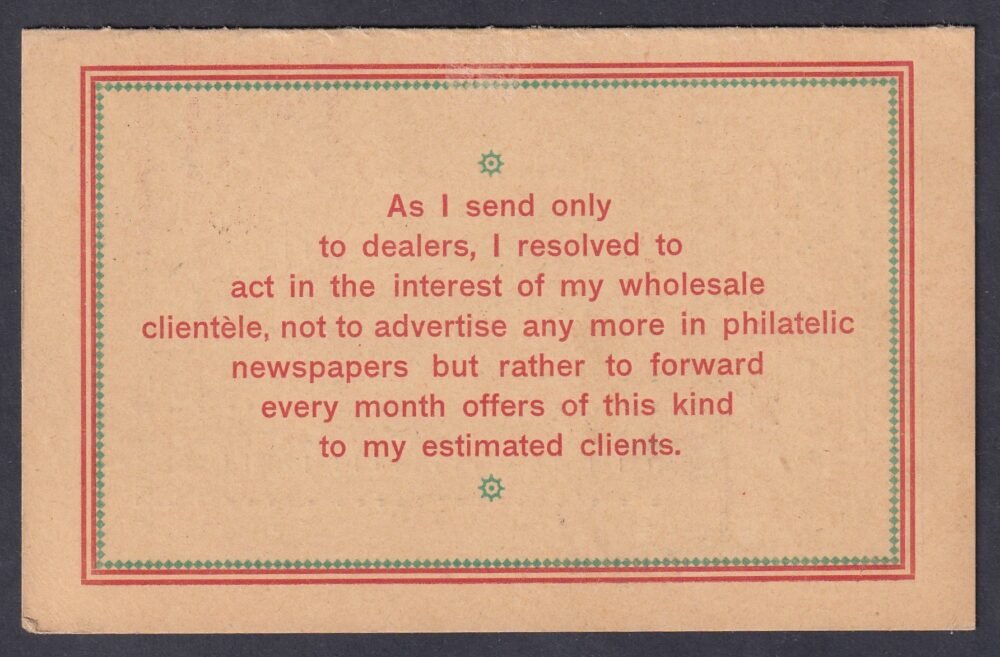 As I send only
to dealers, I resolved to
act in the interest of my wholesale
clientèle, not to advertise any more in philatelic
newspapers but rather to forward
every month offers of this kind
to my estimated clients.